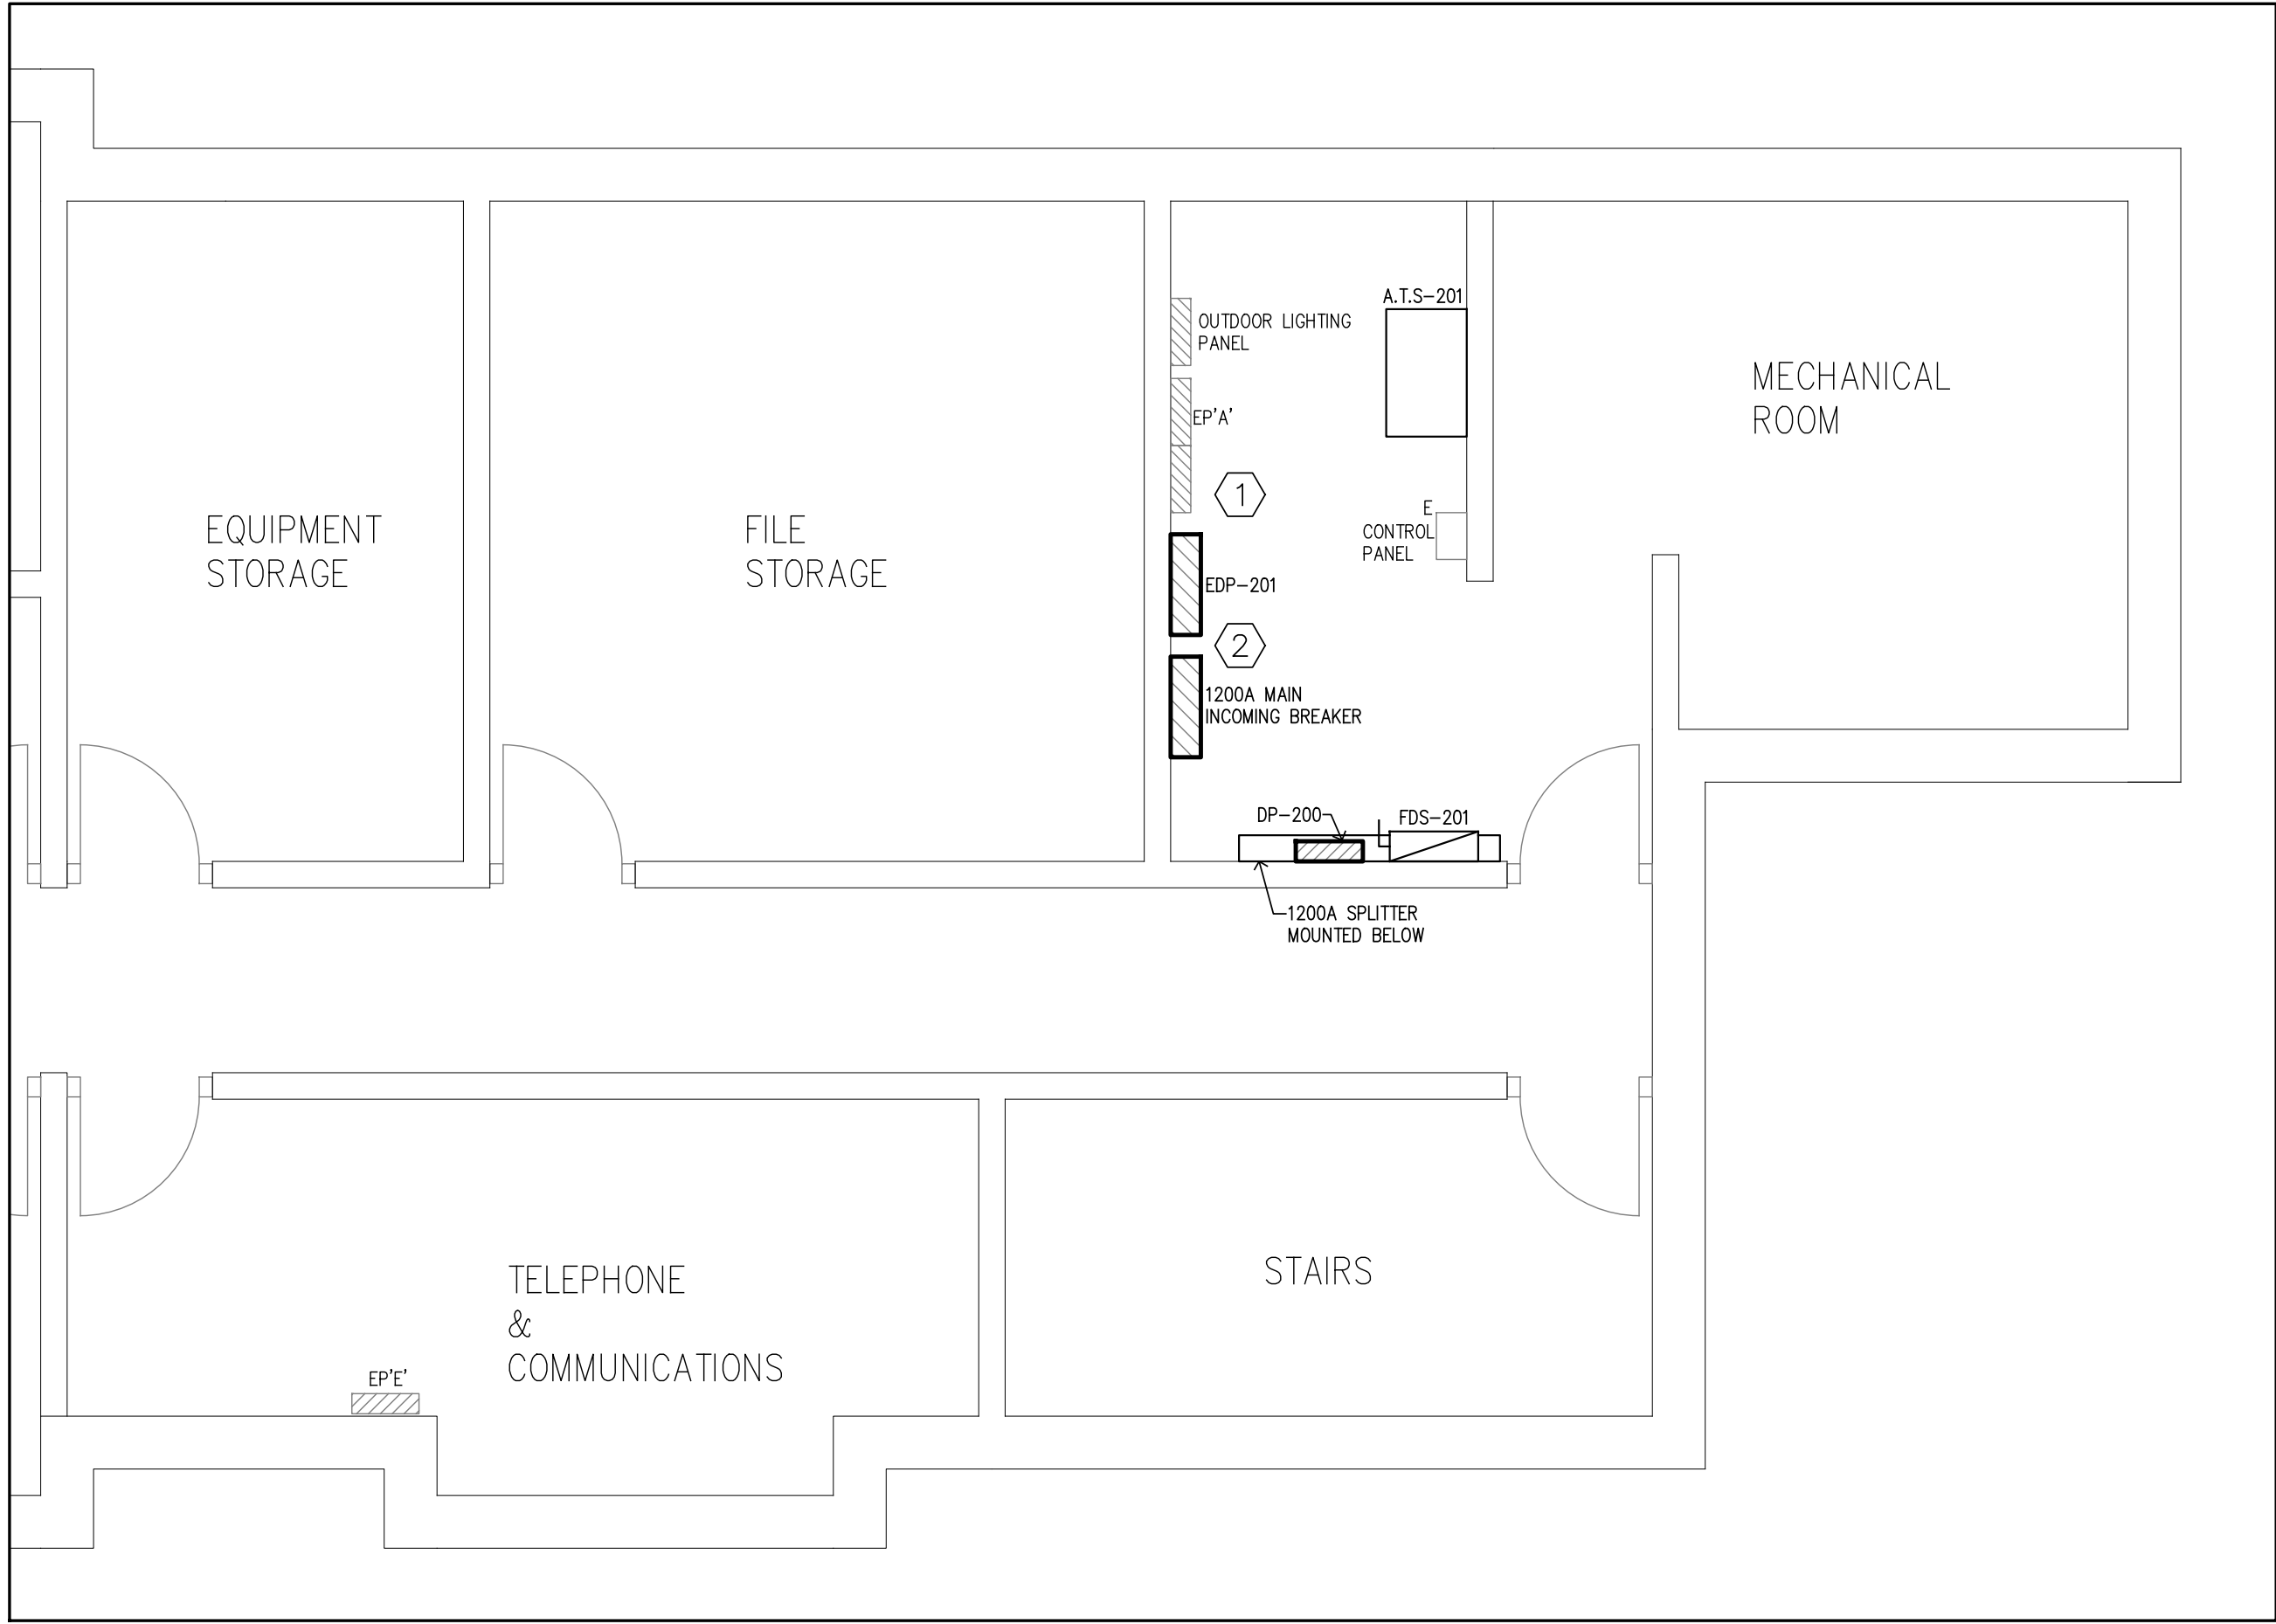 A.T.S-201
OUTDOOR LIGHTING
PANEL
MECHANICAL
ROOM
EP'A'
1
E
CONTROL
PANEL
EQUIPMENT
STORAGE
FILE
STORAGE
EDP-201
2
1200A MAIN
INCOMING BREAKER
DP-200
FDS-201
1200A SPLITTER
MOUNTED BELOW
TELEPHONE
&
COMMUNICATIONS
STAIRS
EP'E'